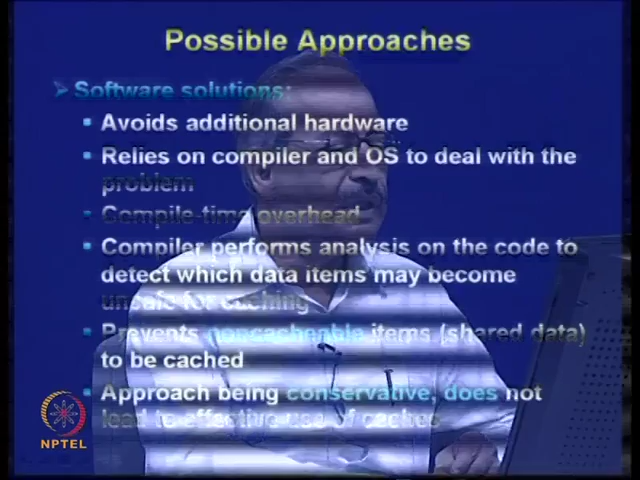 Possible Approaches
Software solutions:
Avoids additional hardware
Relies on compiler and OS to deal with the
problem
Compile-time overhead
Compiler performs analysis on the code to
detect which data items may become
unsafe for caching
Prevents noncacheable items (shared data)
to be cached
Approach being conservative, does not
lead to effective use of caches
NPTEL